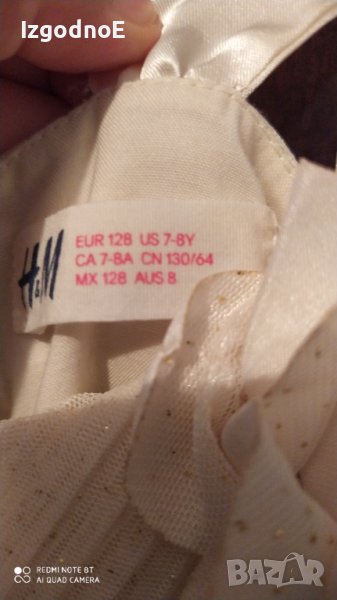 IzgodnoE
H&M
EUR 128 US 7-8Y
CA 7-8A CN 130/64
MX 128 AUS 8
REDMI NOTE 8T
AI QUAD CAMERA
BAZAR